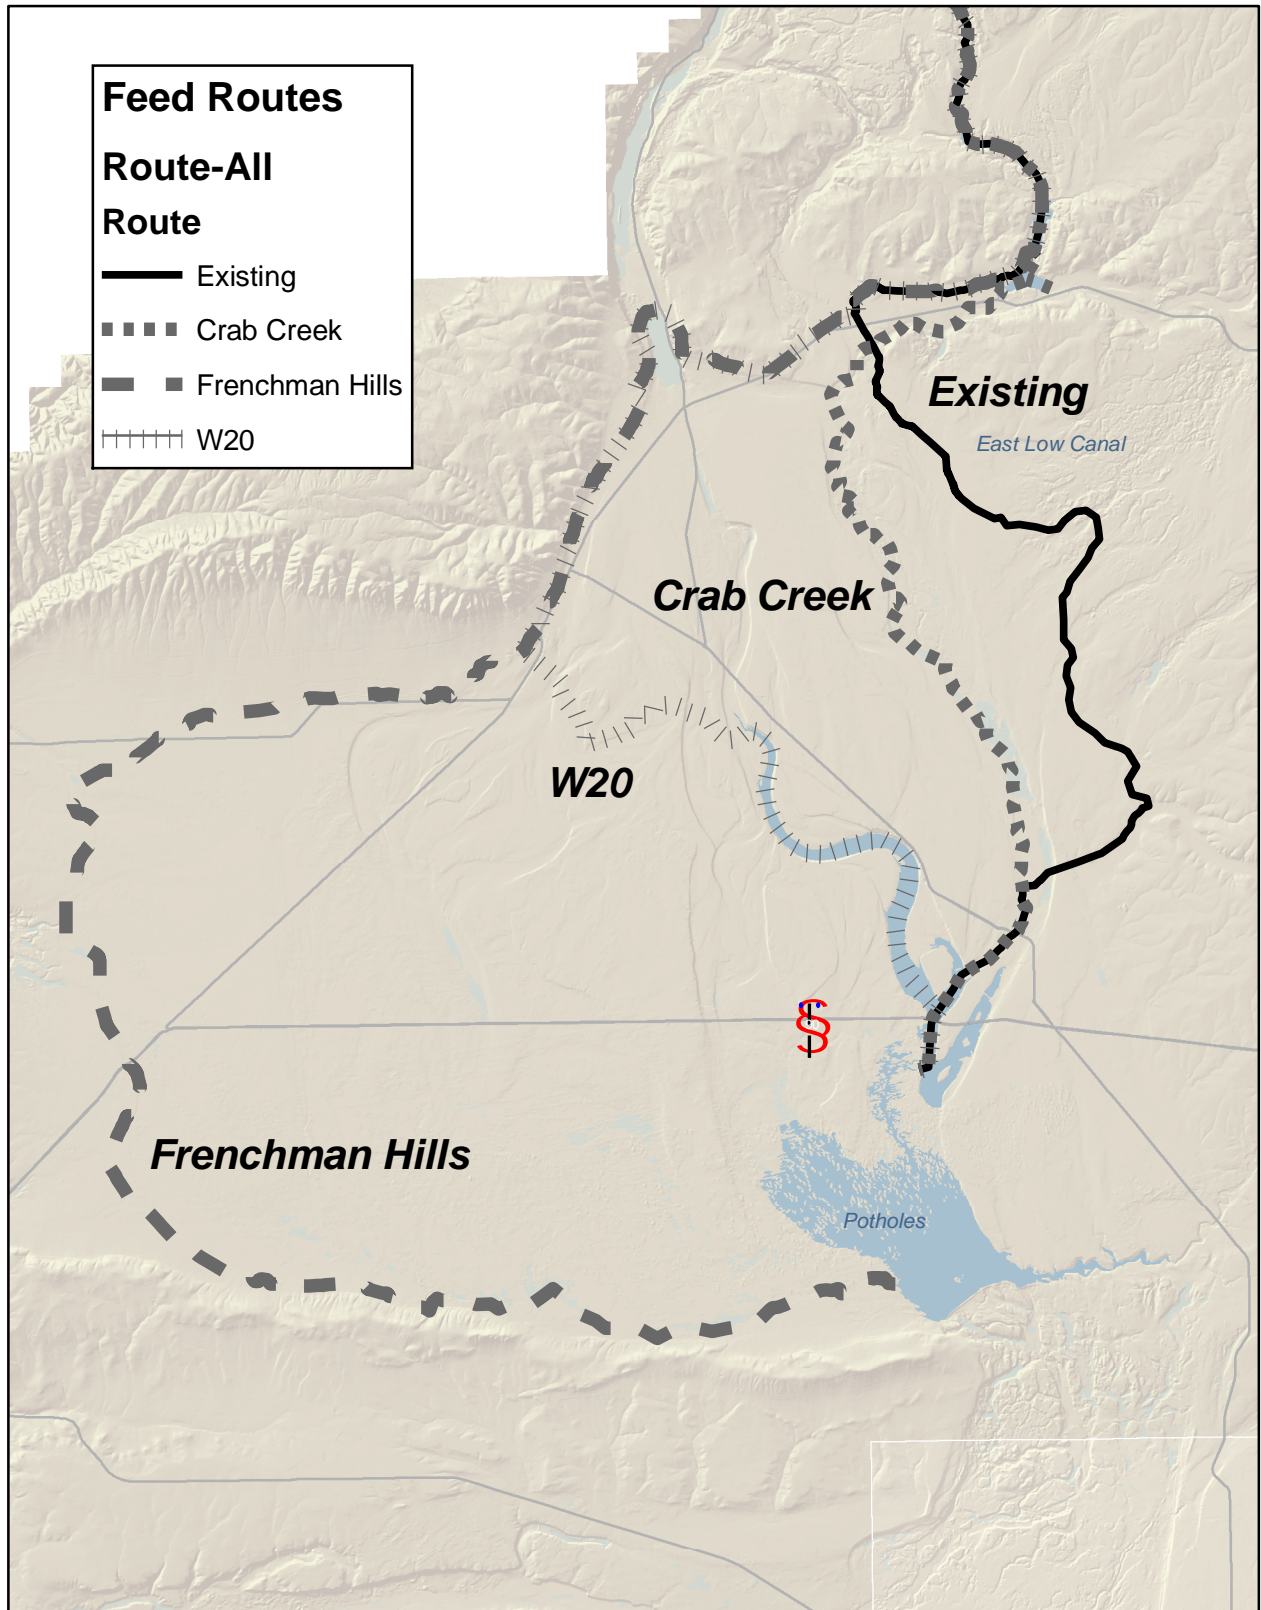 Feed Routes
Route-All
Route
Existing
Crab Creek
Frenchman Hills
W20
Existing
East Low Canal
Crab Creek
W20
Frenchman Hills
Potholes